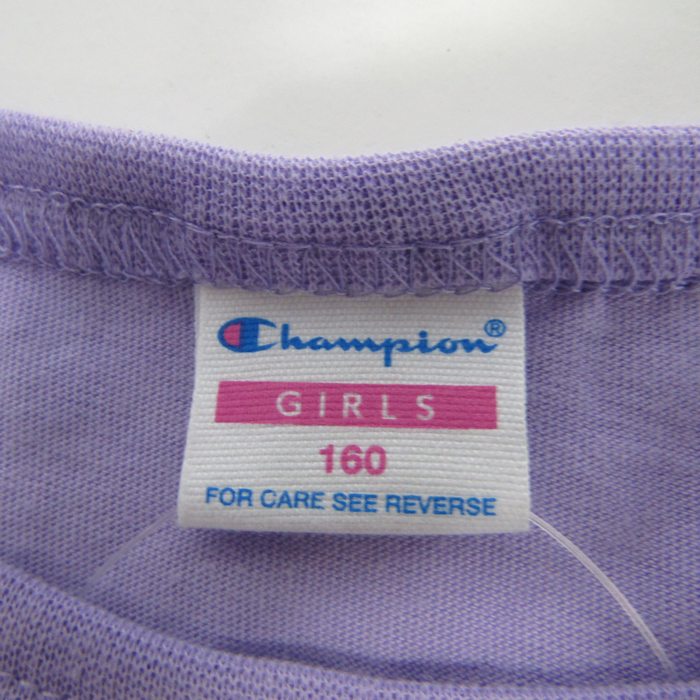 Champion®
GIRLS
160
FOR CARE SEE REVERSE